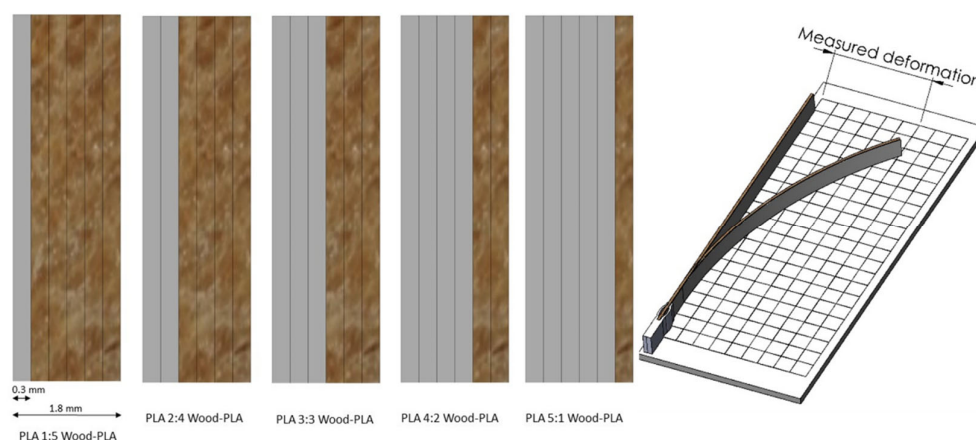 0.3 mm
1.8 mm
PLA 1:5 Wood-PLA
PLA 2:4 Wood-PLA
PLA 3:3 Wood-PLA
PLA 4:2 Wood-PLA
PLA 5:1 Wood-PLA
Measured deformation